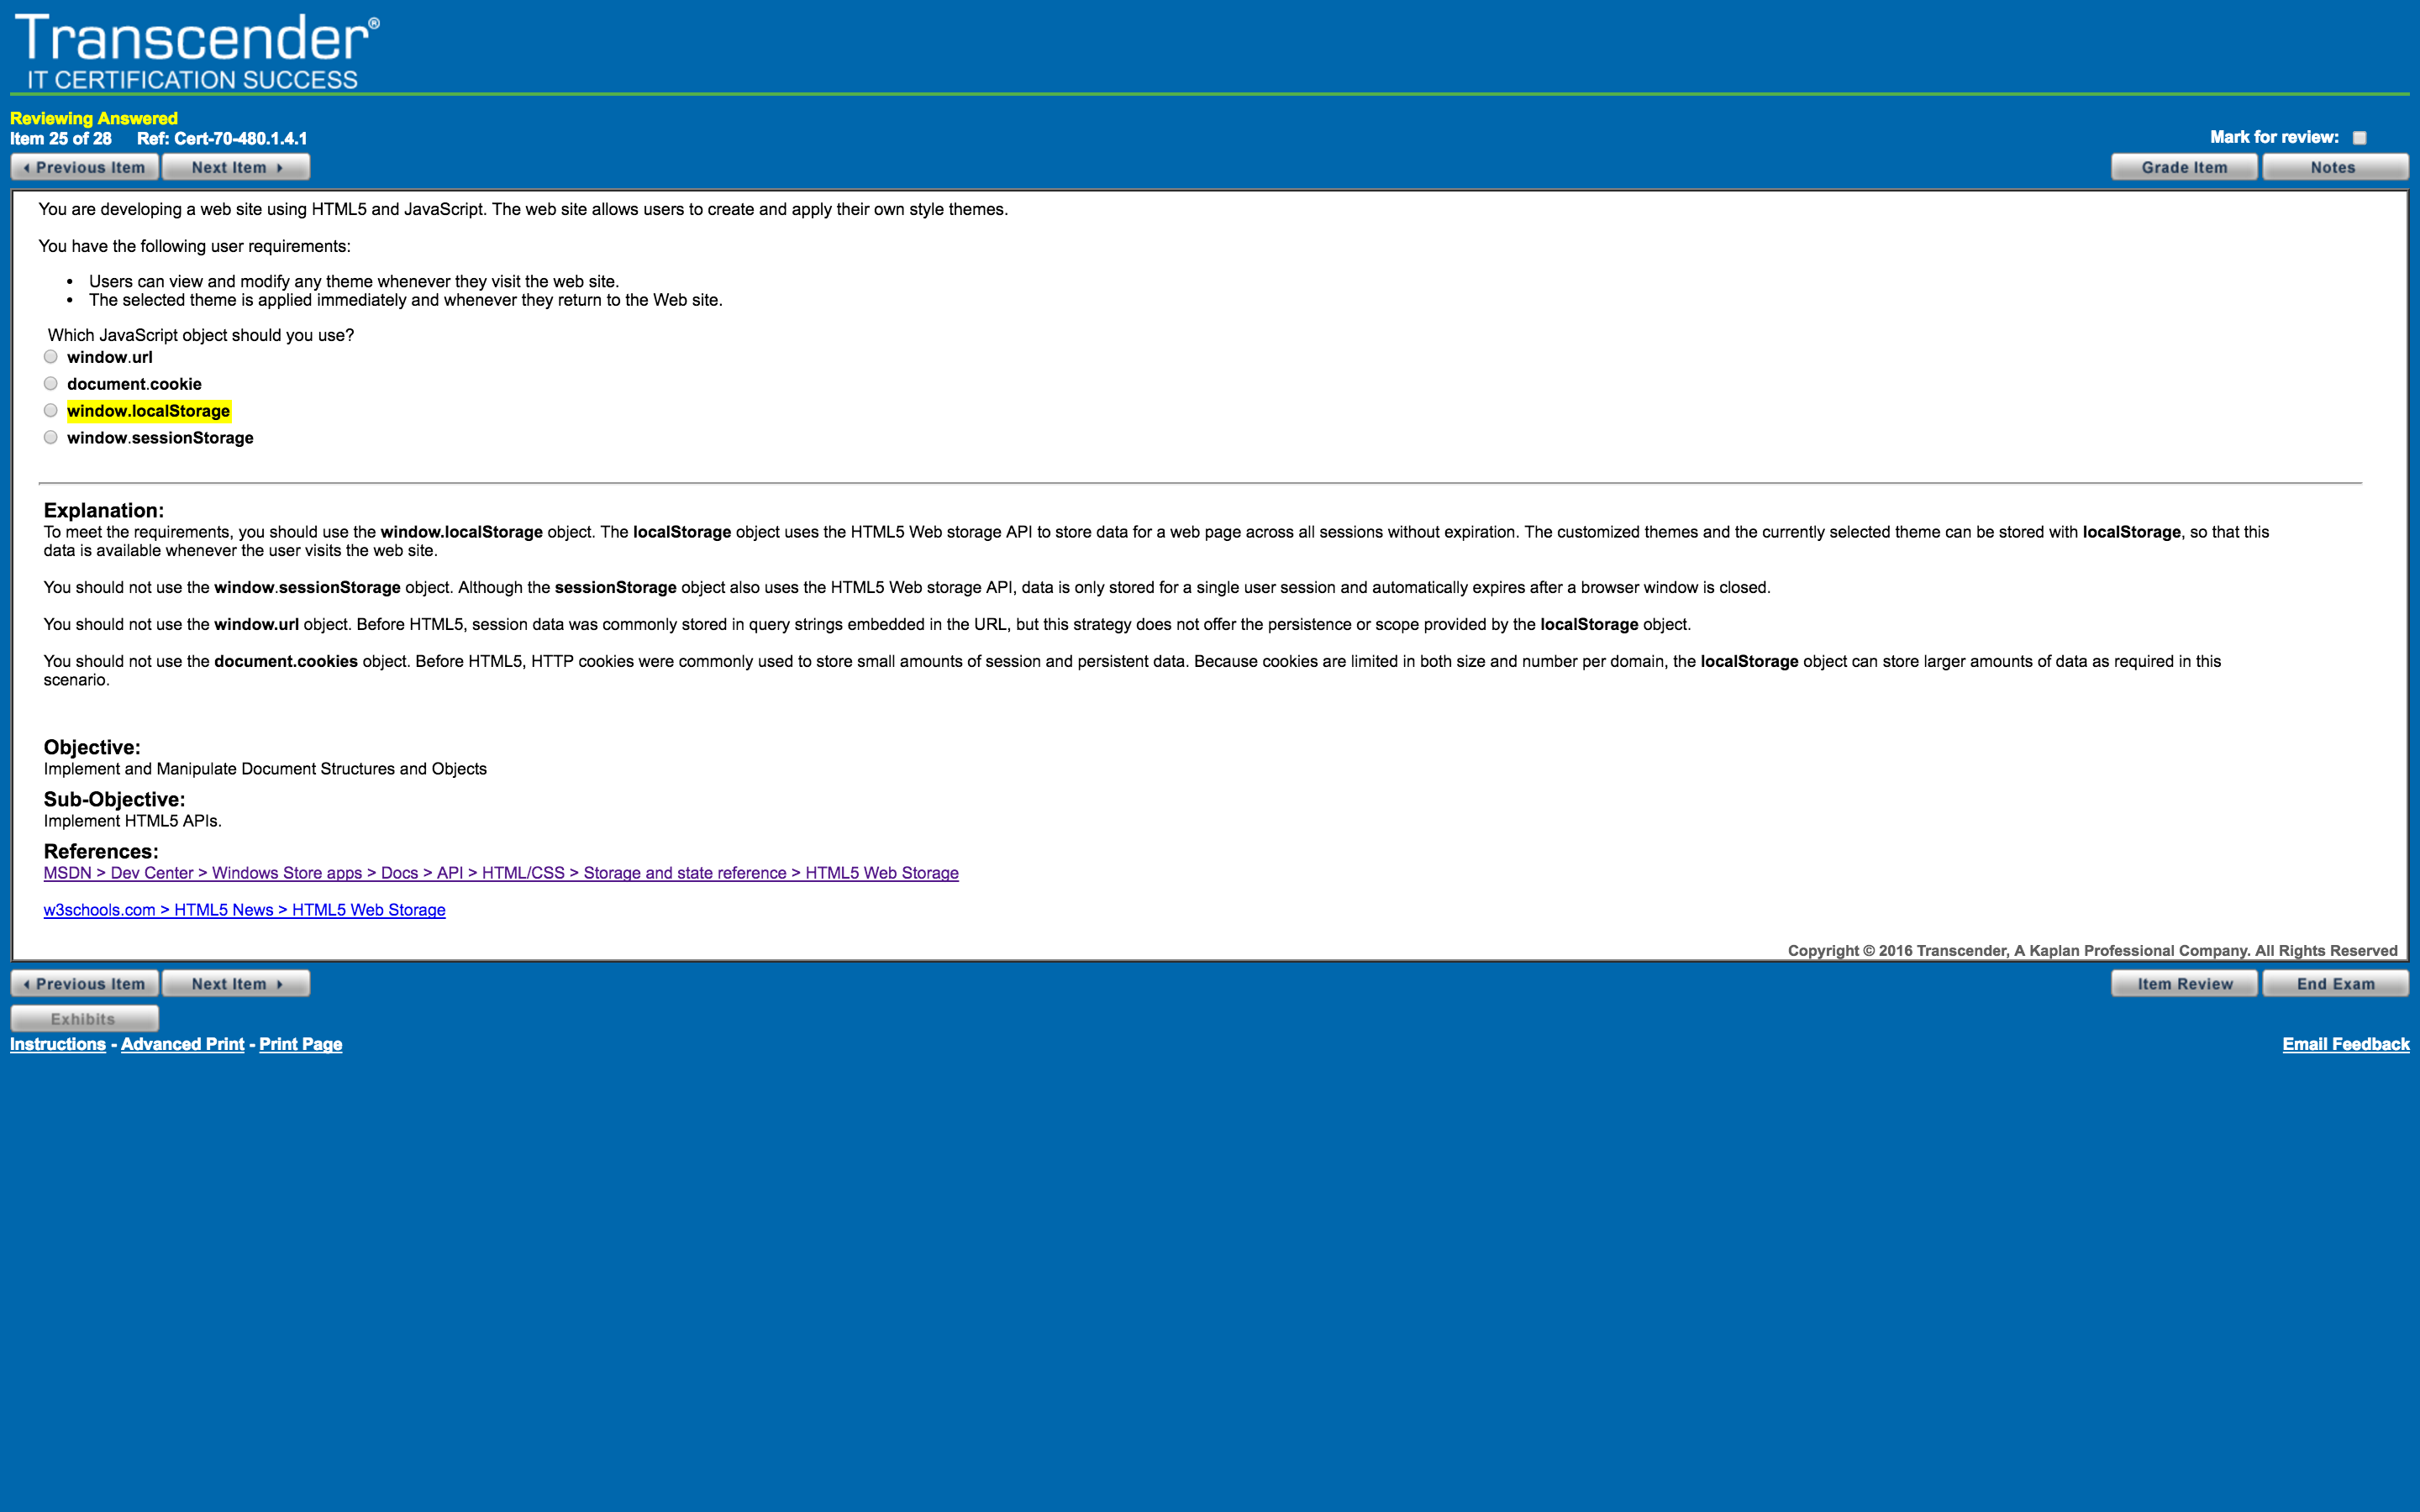 Transcender®
IT CERTIFICATION SUCCESS
Reviewing Answered
Item 25 of 28 Ref: Cert-70-480.1.4.1
Mark for review:
Previous Item Next Item
Grade Item Notes
You are developing a web site using HTML5 and JavaScript. The web site allows users to create and apply their own style themes.
You have the following user requirements:
• Users can view and modify any theme whenever they visit the web site.
• The selected theme is applied immediately and whenever they return to the Web site.
Which JavaScript object should you use?
window.url
document.cookie
window.localStorage
window.sessionStorage
Explanation:
To meet the requirements, you should use the window.localStorage object. The localStorage object uses the HTML5 Web storage API to store data for a web page across all sessions without expiration. The customized themes and the currently selected theme can be stored with localStorage, so that this
data is available whenever the user visits the web site.
You should not use the window.sessionStorage object. Although the sessionStorage object also uses the HTML5 Web storage API, data is only stored for a single user session and automatically expires after a browser window is closed.
You should not use the window.url object. Before HTML5, session data was commonly stored in query strings embedded in the URL, but this strategy does not offer the persistence or scope provided by the localStorage object.
You should not use the document.cookies object. Before HTML5, HTTP cookies were commonly used to store small amounts of session and persistent data. Because cookies are limited in both size and number per domain, the localStorage object can store larger amounts of data as required in this
scenario.
Objective:
Implement and Manipulate Document Structures and Objects
Sub-Objective:
Implement HTML5 APIs.
References:
MSDN > Dev Center > Windows Store apps > Docs > API > HTML/CSS > Storage and state reference > HTML5 Web Storage
w3schools.com > HTML5 News > HTML5 Web Storage
Copyright © 2016 Transcender, A Kaplan Professional Company. All Rights Reserved
Previous Item Next Item
Item Review End Exam
Exhibits
Instructions - Advanced Print - Print Page
Email Feedback